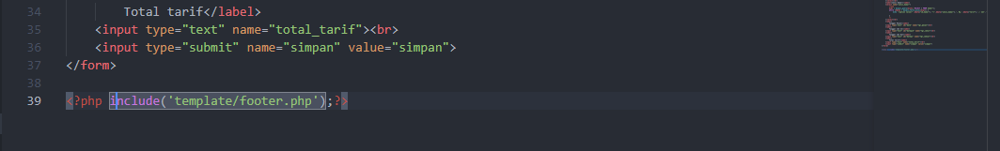 34 Total tarif</label>
35 <input type="text" name="total_tarif"><br>
36 <input type="submit" name="simpan" value="simpan">
37 </form>
38
39 <?php include('template/footer.php');?>